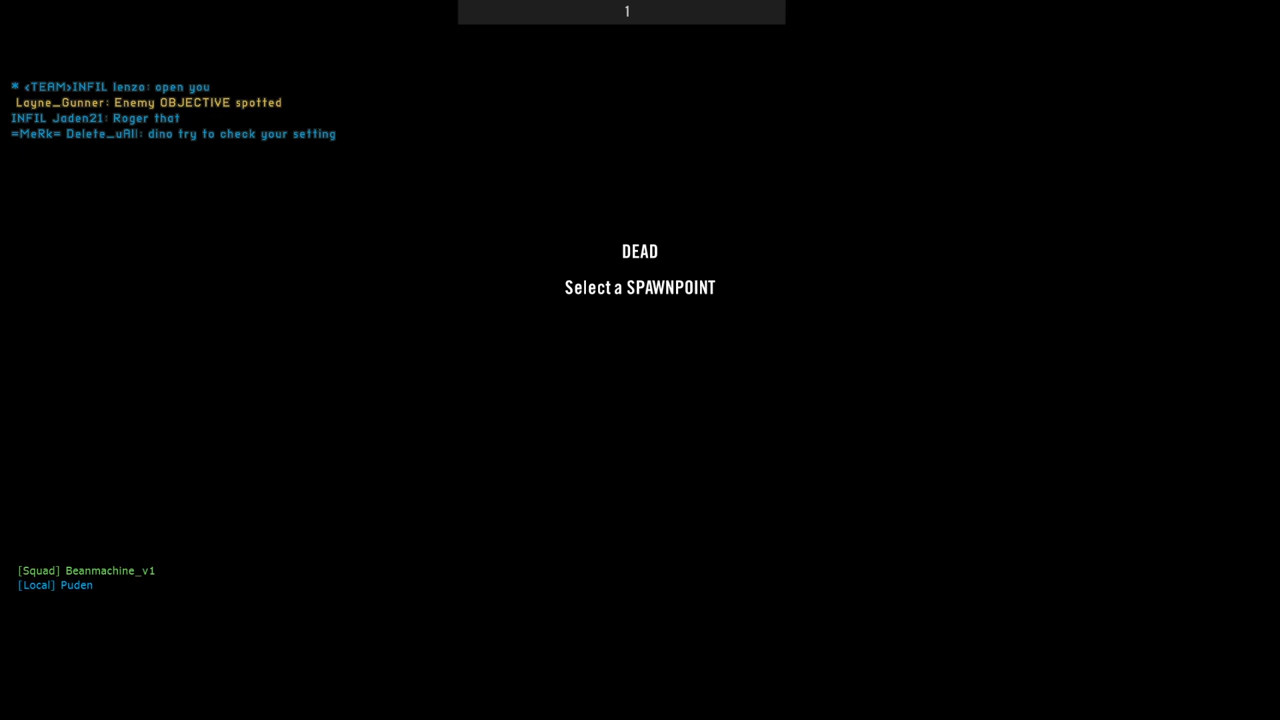 1
* <TEAM>INFIL lenzo: open you
Layne_Gunner: Enemy OBJECTIVE spotted
INFIL Jaden21: Roger that
=MeRk= Delete_uAll: dino try to check your setting
DEAD
Select a SPAWNPOINT
[Squad] Beanmachine_v1
[Local] Puden